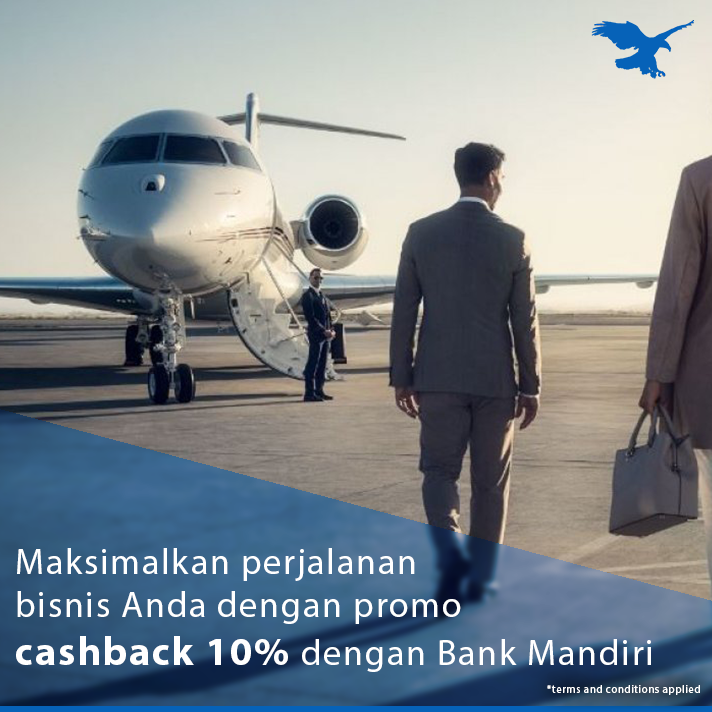 Maksimalkan perjalanan
bisnis Anda dengan promo
cashback 10% dengan Bank Mandiri
*terms and conditions applied